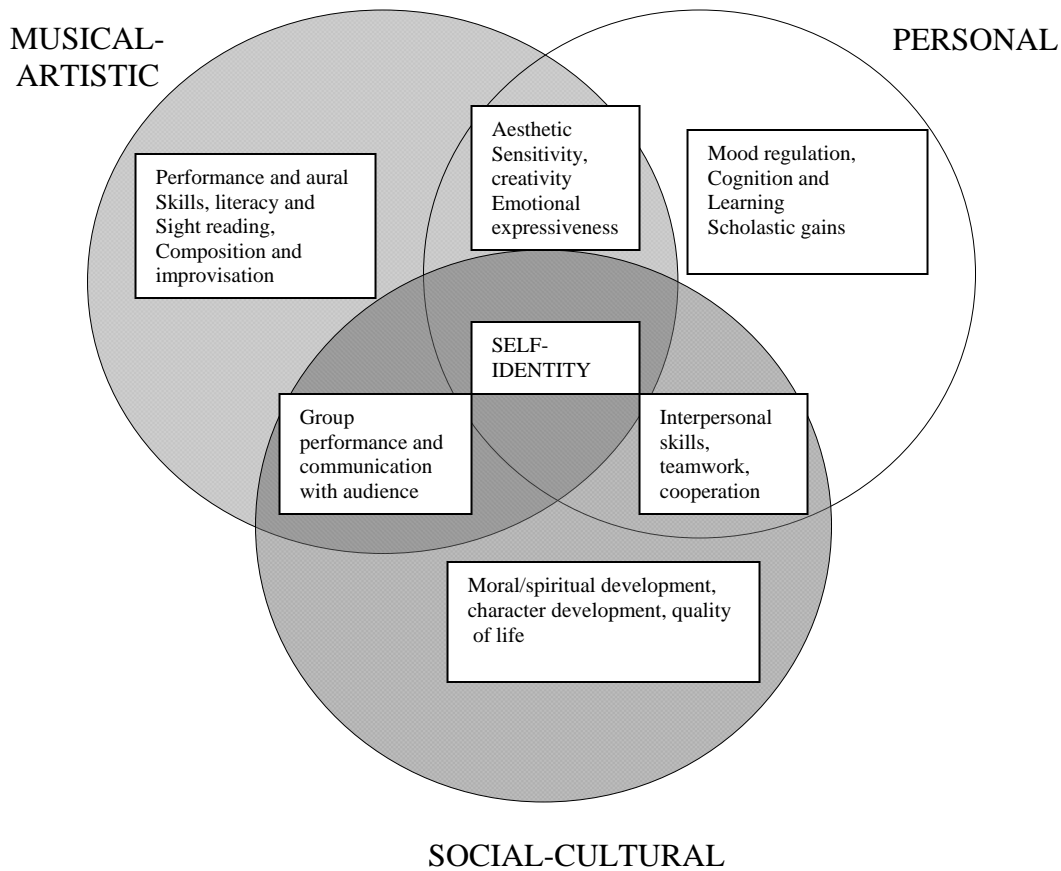 MUSICAL-
ARTISTIC
PERSONAL
Aesthetic
Sensitivity,
creativity
Emotional
expressiveness
Mood regulation,
Cognition and
Learning
Scholastic gains
Performance and aural
Skills, literacy and
Sight reading,
Composition and
improvisation
SELF-
IDENTITY
Group
performance and
communication
with audience
Interpersonal
skills,
teamwork,
cooperation
Moral/spiritual development,
character development, quality
of life
SOCIAL-CULTURAL